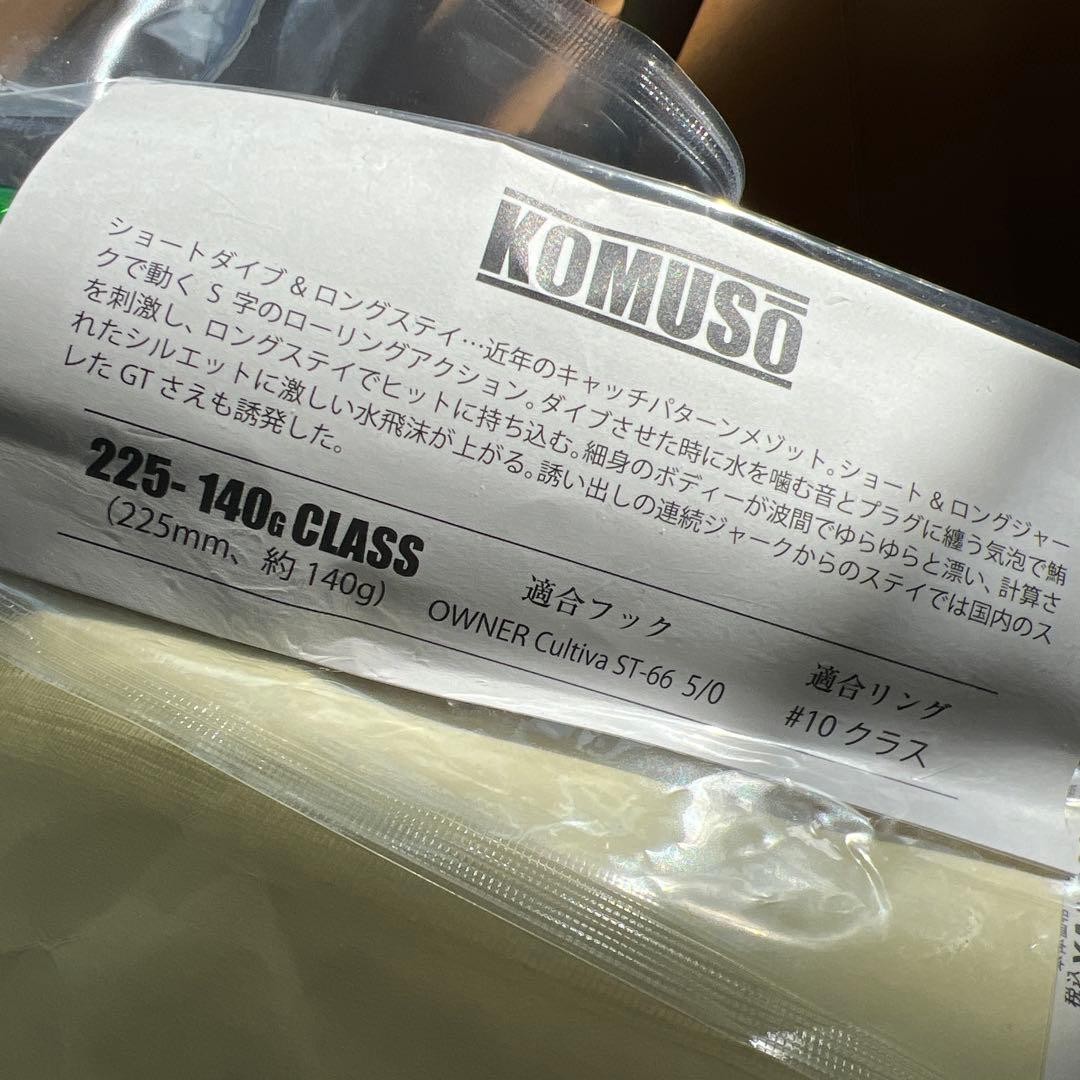 KOMUSO
ショートダイブ & ロングステイ…近年のキャッチパターンメゾット。ショート & ロングジャー
クで動く S 字のローリングアクション。ダイブさせた時に水を噛む音とプラグに纏う気泡で鮪
を刺激し、ロングステイでヒットに持ち込む。細身のボディーが波間でゆらゆらと漂い、計算さ
れたシルエットに激しい水飛沫が上がる。誘い出しの連続ジャークからのステイでは国内のス
レた GT さえも誘発した。
225- 140G CLASS
(225mm、約 140g)
適合フック
OWNER Cultiva ST-66 5/0
適合リング
#10 クラス
税込